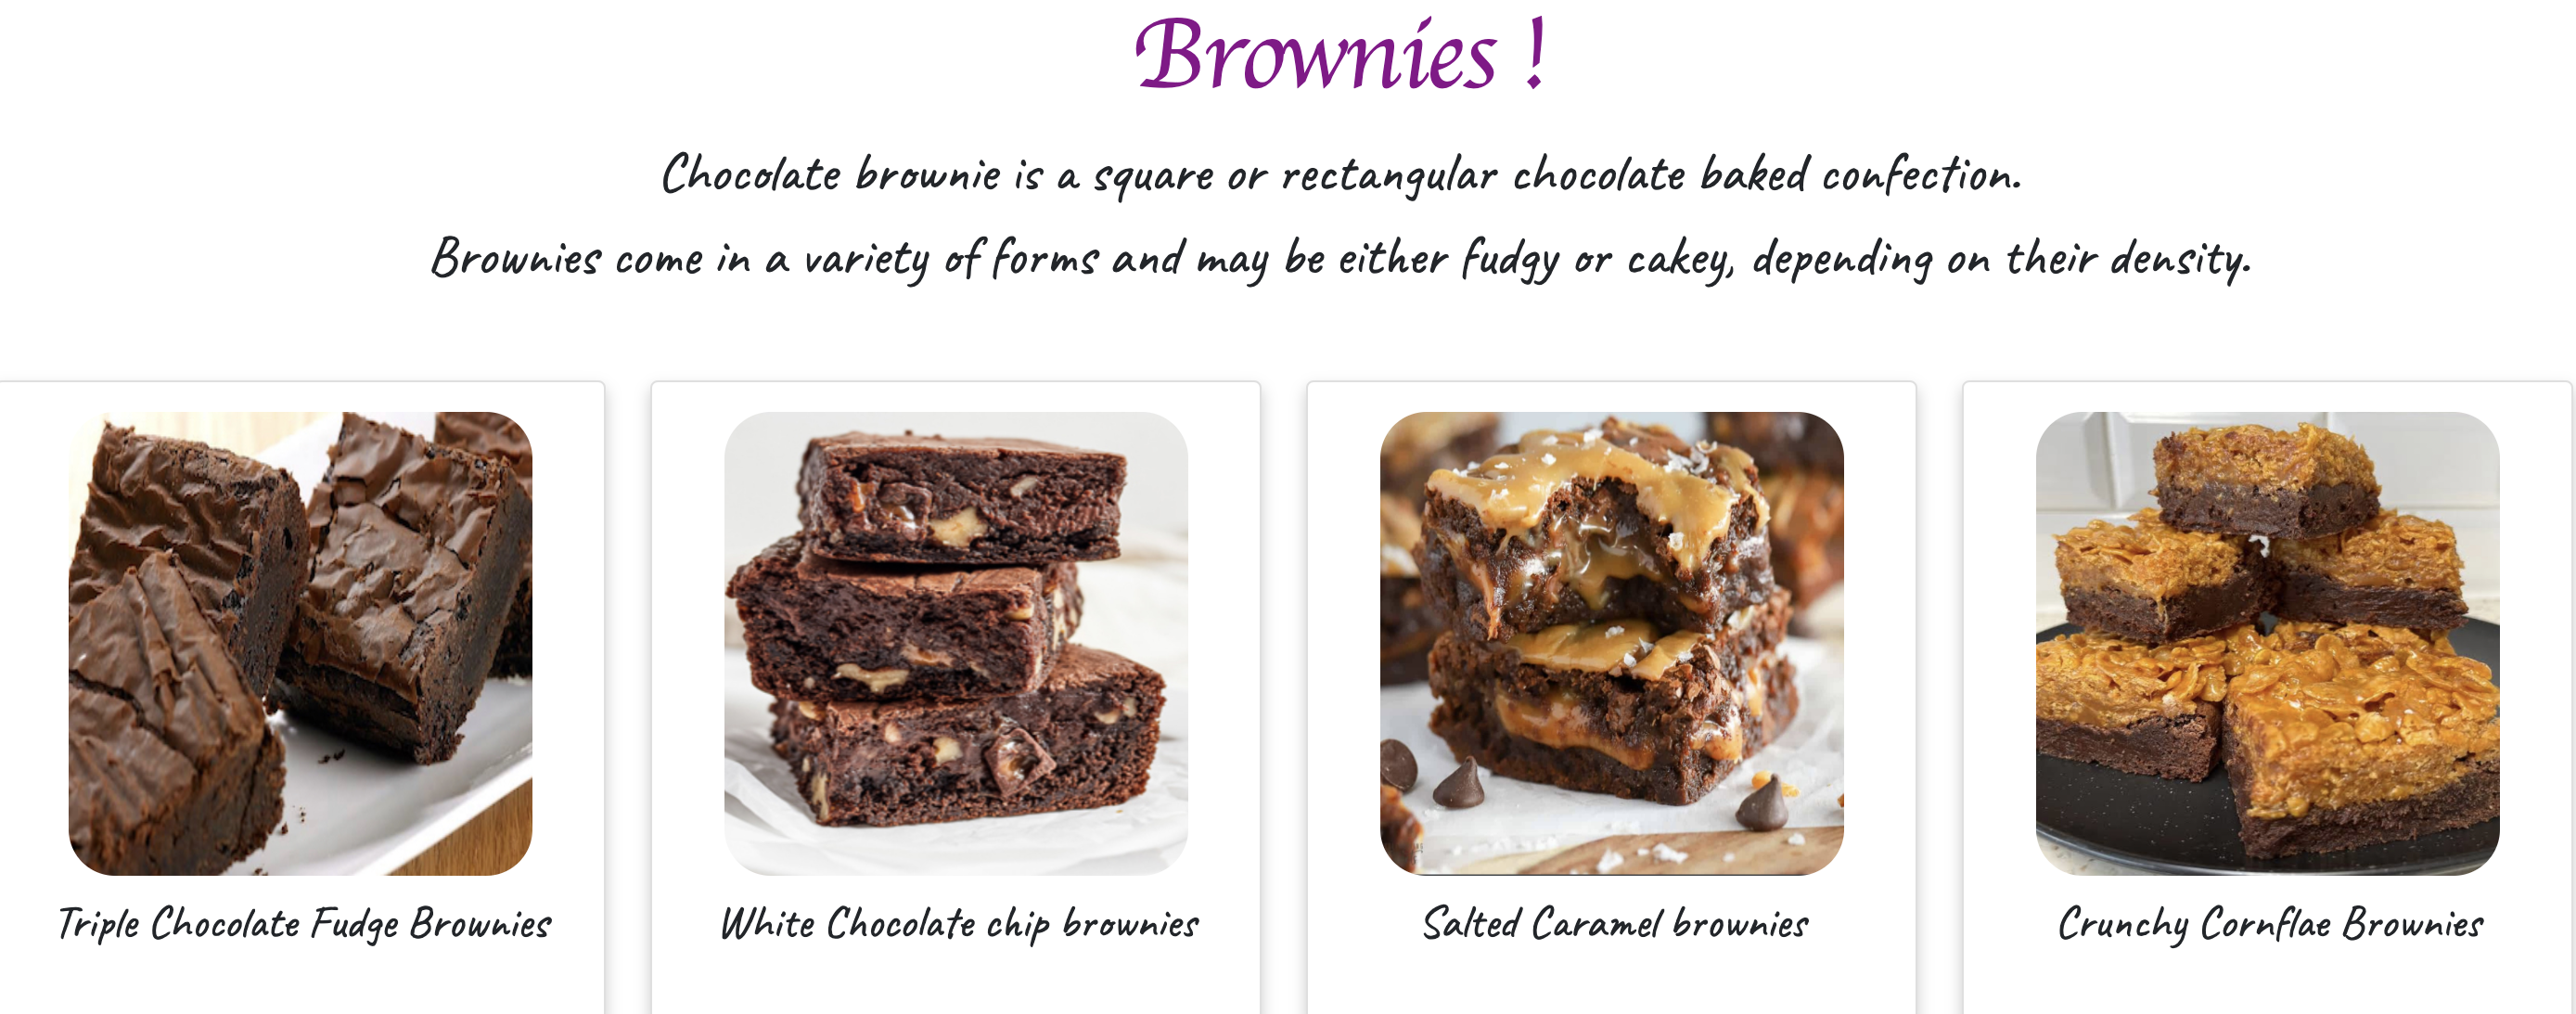 Brownies !
Chocolate brownie is a square or rectangular chocolate baked confection.
Brownies come in a variety of forms and may be either fudgy or cakey, depending on their density.
Triple Chocolate Fudge Brownies
White Chocolate chip brownies
Salted Caramel brownies
Crunchy Cornflae Brownies